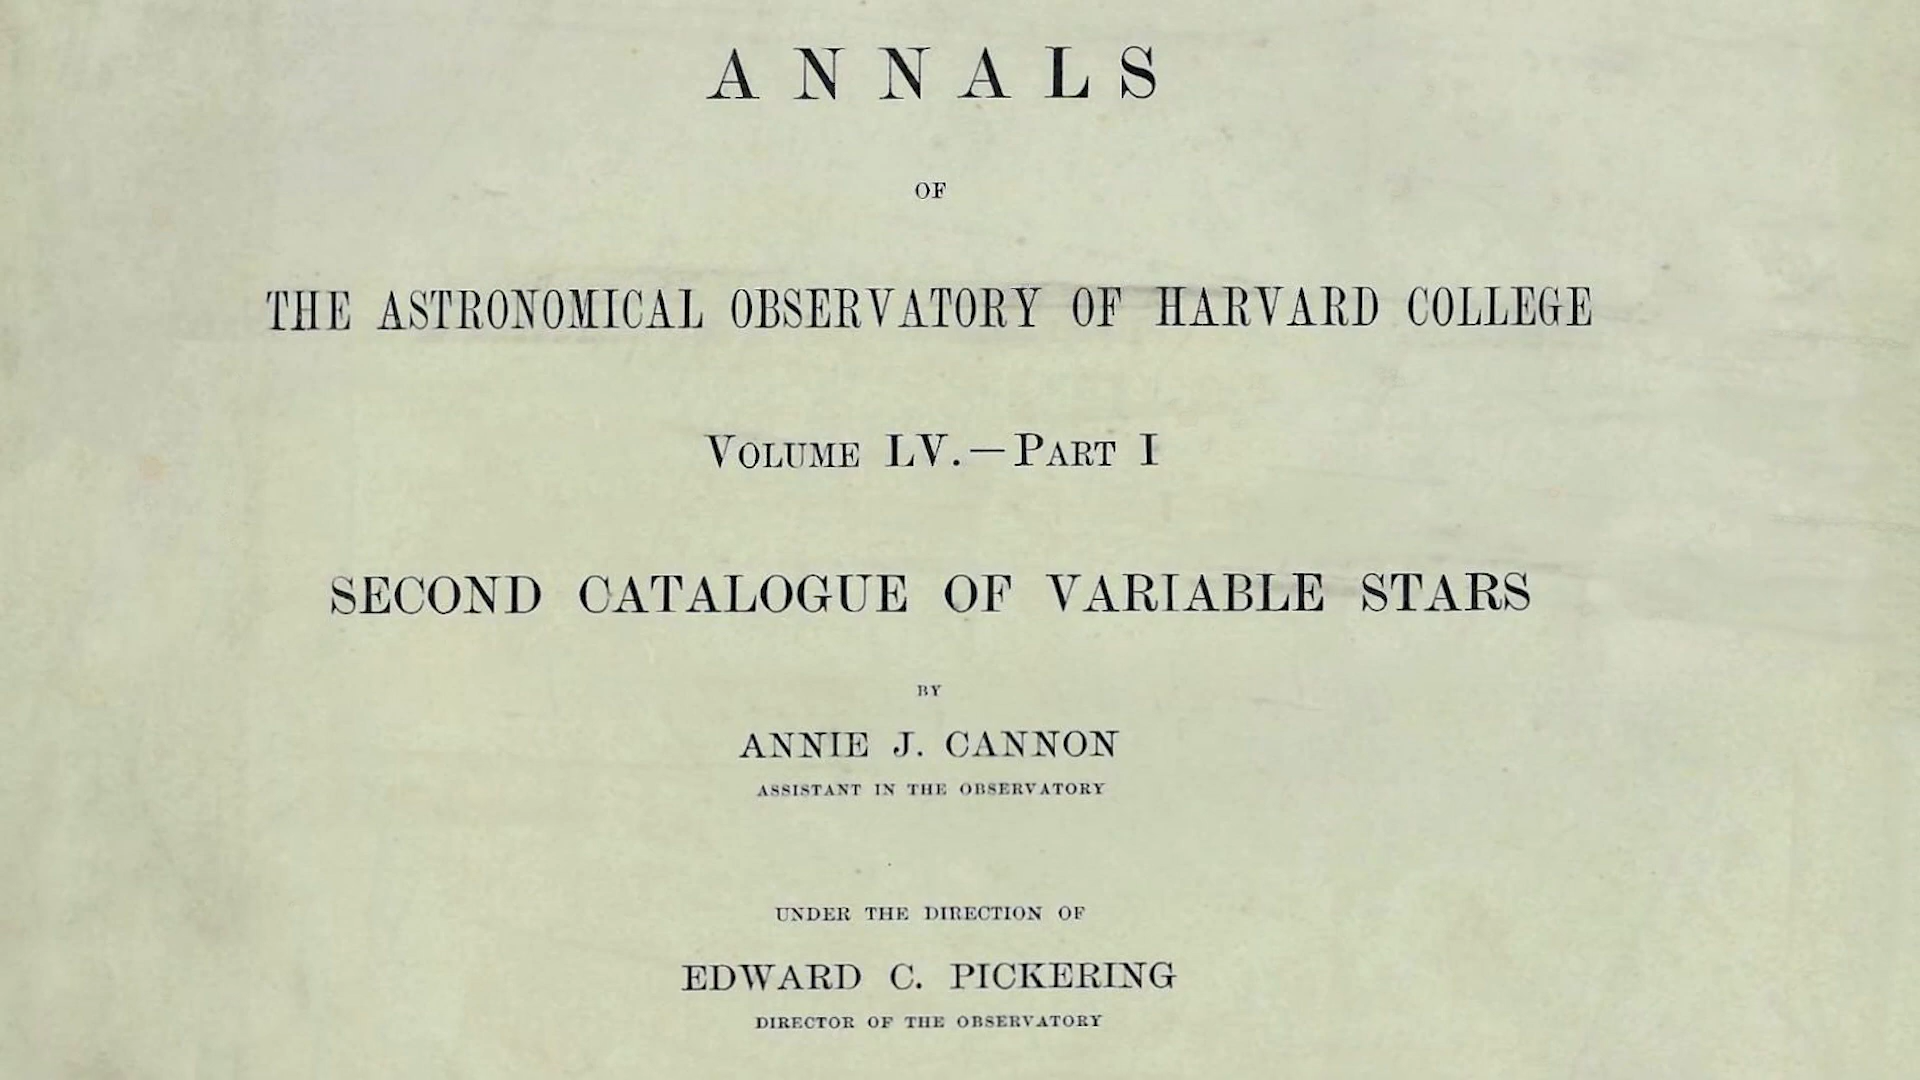 ANNALS
OF
THE ASTRONOMICAL OBSERVATORY OF HARVARD COLLEGE
VOLUME LV.—PART I
SECOND CATALOGUE OF VARIABLE STARS
BY
ANNIE J. CANNON
ASSISTANT IN THE OBSERVATORY
UNDER THE DIRECTION OF
EDWARD C. PICKERING
DIRECTOR OF THE OBSERVATORY